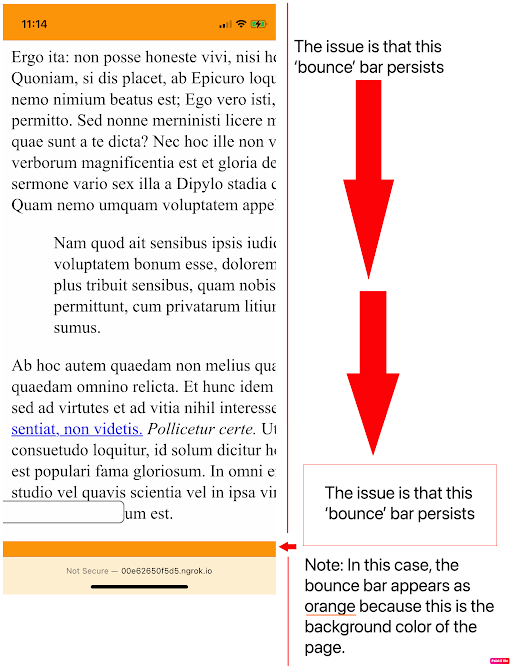 11:14
The issue is that this
‘bounce’ bar persists
Ergo ita: non posse honeste vivi, nisi h
Quoniam, si dis placet, ab Epicuro loqu
nemo nimium beatus est; Ego vero isti,
permitto. Sed nonne merninisti licere m
quae sunt a te dicta? Nec hoc ille non v
verborum magnificentia est et gloria de
sermone vario sex illa a Dipylo stadia c
Quam nemo umquam voluptatem appe
Nam quod ait sensibus ipsis iudic
voluptatem bonum esse, dolorem
plus tribuit sensibus, quam nobis
permittunt, cum privatarum litiur
sumus.
Ab hoc autem quaedam non melius qua
quaedam omnino relicta. Et hunc idem
sed ad virtutes et ad vitia nihil interesse
sentiat, non videtis. Pollicetur certe. Ut
consuetudo loquitur, id solum dicitur h
est populari fama gloriosum. In omni e
studio vel quavis scientia vel in ipsa vir
um est.
The issue is that this
‘bounce’ bar persists
Not Secure — 00e62650f5d5.ngrok.io
Note: In this case, the
bounce bar appears as
orange because this is the
background color of
the page.